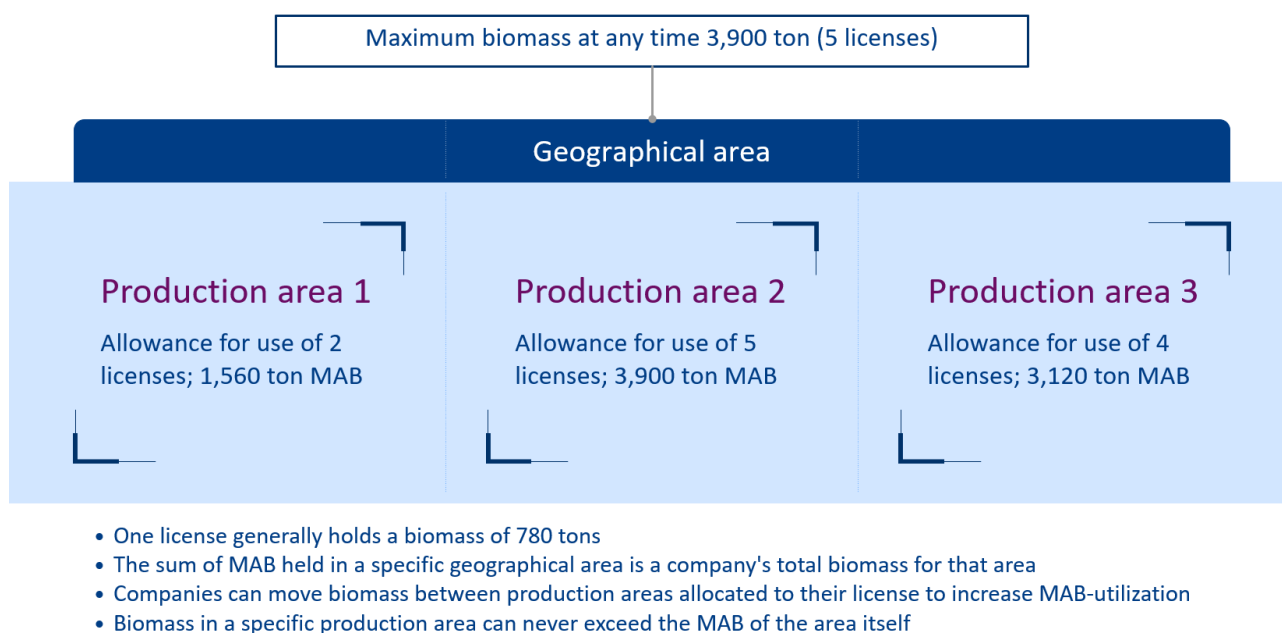 Maximum biomass at any time 3,900 ton (5 licenses)
Geographical area
Production area 1
Allowance for use of 2
licenses; 1,560 ton MAB
Production area 2
Allowance for use of 5
licenses; 3,900 ton MAB
Production area 3
Allowance for use of 4
licenses; 3,120 ton MAB
• One license generally holds a biomass of 780 tons
• The sum of MAB held in a specific geographical area is a company's total biomass for that area
• Companies can move biomass between production areas allocated to their license to increase MAB-utilization
• Biomass in a specific production area can never exceed the MAB of the area itself